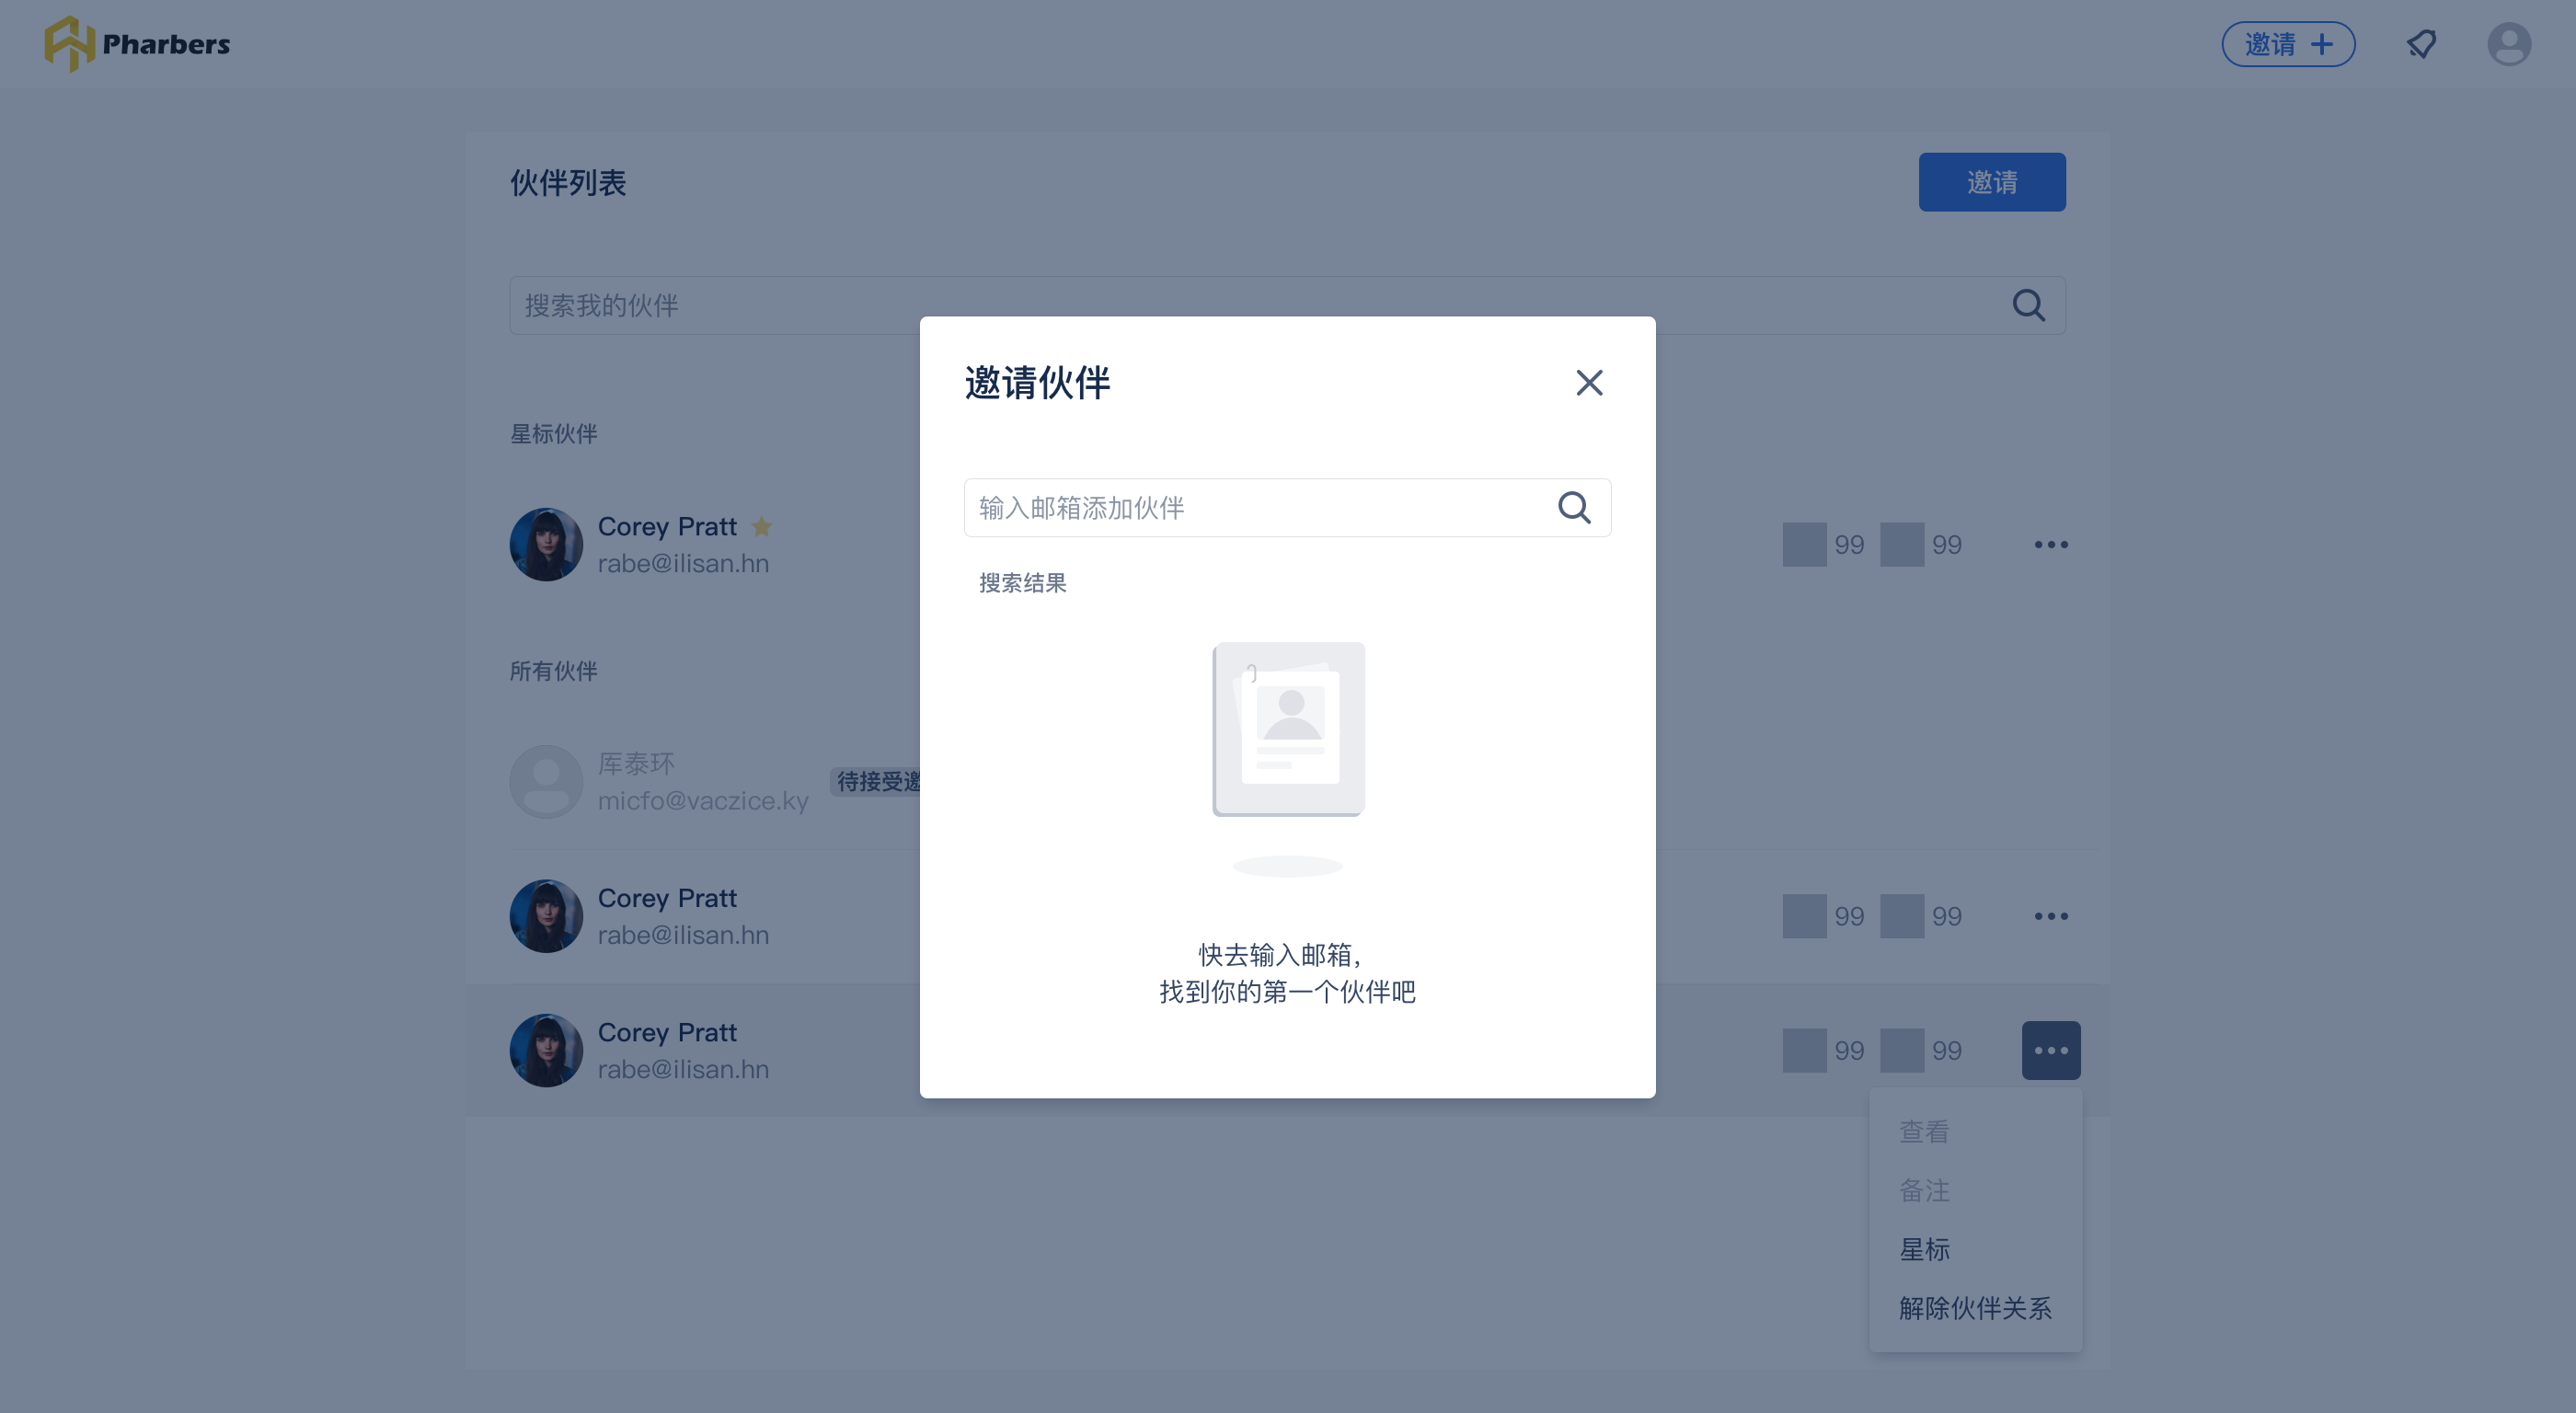 Pharbers
邀请
伙伴列表
邀请
搜索我的伙伴
邀请伙伴
输入邮箱添加伙伴
搜索结果
快去输入邮箱，
找到你的第一个伙伴吧
星标伙伴
Corey Pratt
rabe@ilisan.hn
99 99
所有伙伴
厍泰环
micfo@vaczice.ky
待接受邀
Corey Pratt
rabe@ilisan.hn
99 99
Corey Pratt
rabe@ilisan.hn
99 99
查看
备注
星标
解除伙伴关系